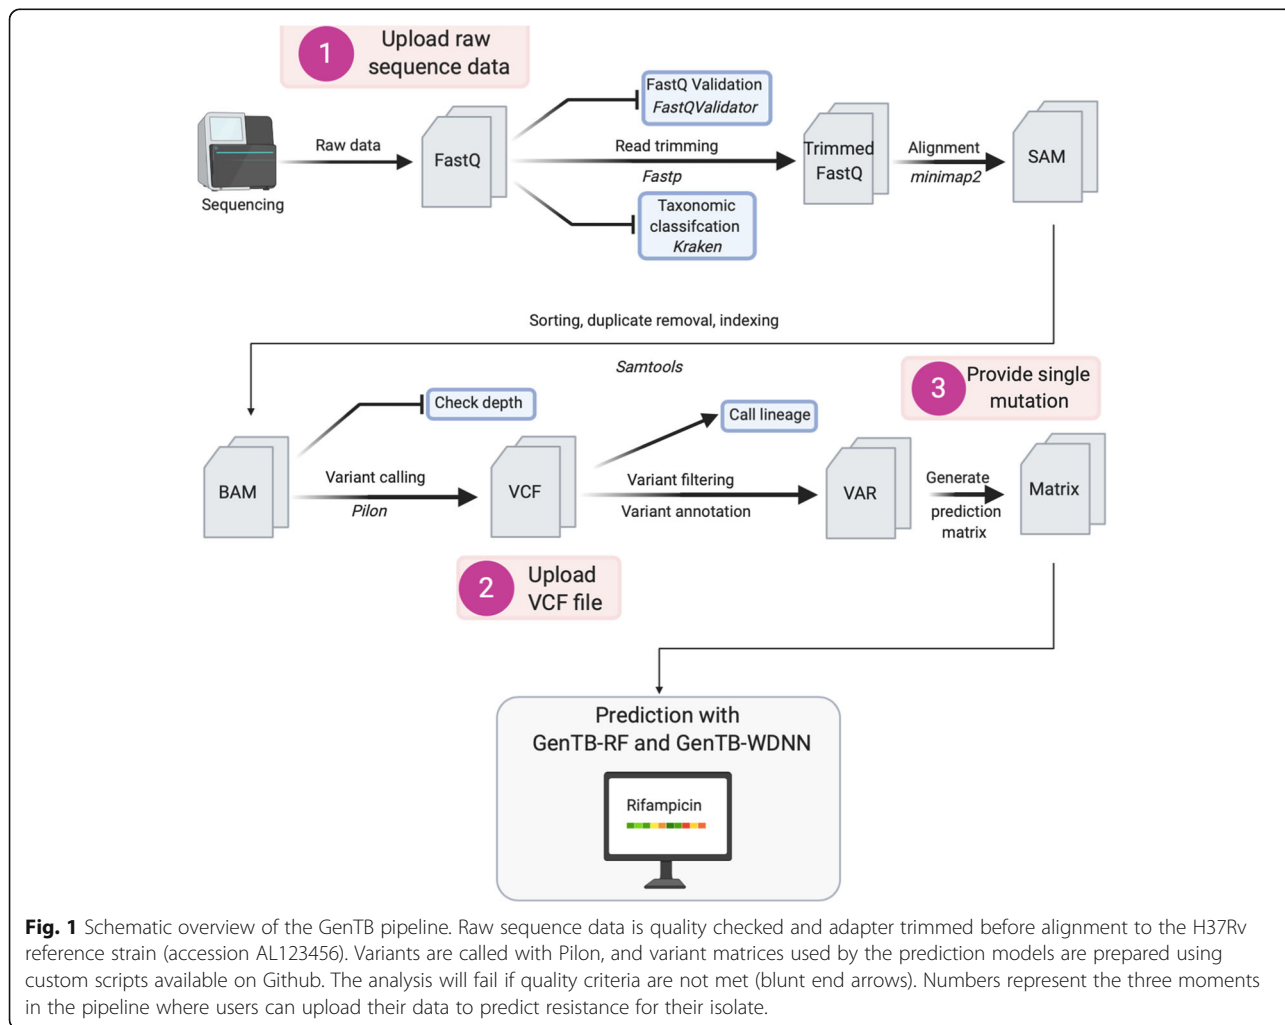 1
Upload raw
sequence data
FastQ Validation
FastQValidator
Raw data
FastQ
Read trimming
Fastp
Trimmed
FastQ
Alignment
minimap2
SAM
Sequencing
Taxonomic
classifcation
Kraken
Sorting, duplicate removal, indexing
Samtools
3
Provide single
mutation
Check depth
Call lineage
BAM
Variant calling
Pilon
VCF
Variant filtering
Variant annotation
VAR
Generate
prediction
matrix
Matrix
2
Upload
VCF file
Prediction with
GenTB-RF and GenTB-WDNN
Rifampicin
Fig. 1 Schematic overview of the GenTB pipeline. Raw sequence data is quality checked and adapter trimmed before alignment to the H37Rv
reference strain (accession AL123456). Variants are called with Pilon, and variant matrices used by the prediction models are prepared using
custom scripts available on Github. The analysis will fail if quality criteria are not met (blunt end arrows). Numbers represent the three moments
in the pipeline where users can upload their data to predict resistance for their isolate.